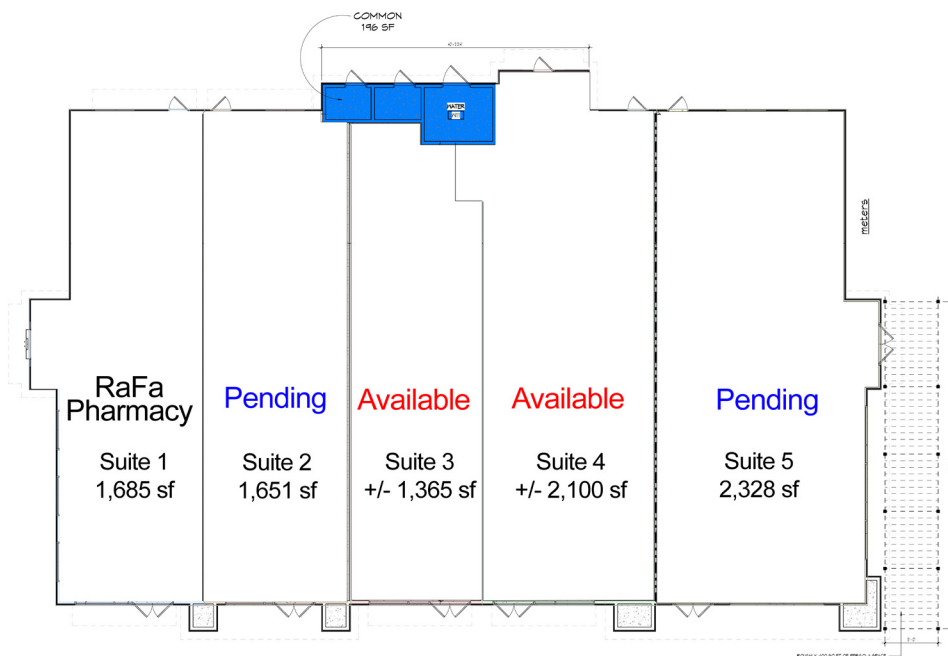 COMMON
196 SF
WATER
meters
RaFa
Pharmacy
Suite 1
1,685 sf
Pending
Suite 2
1,651 sf
Available
Suite 3
+/- 1,365 sf
Available
Suite 4
+/- 2,100 sf
Pending
Suite 5
2,328 sf